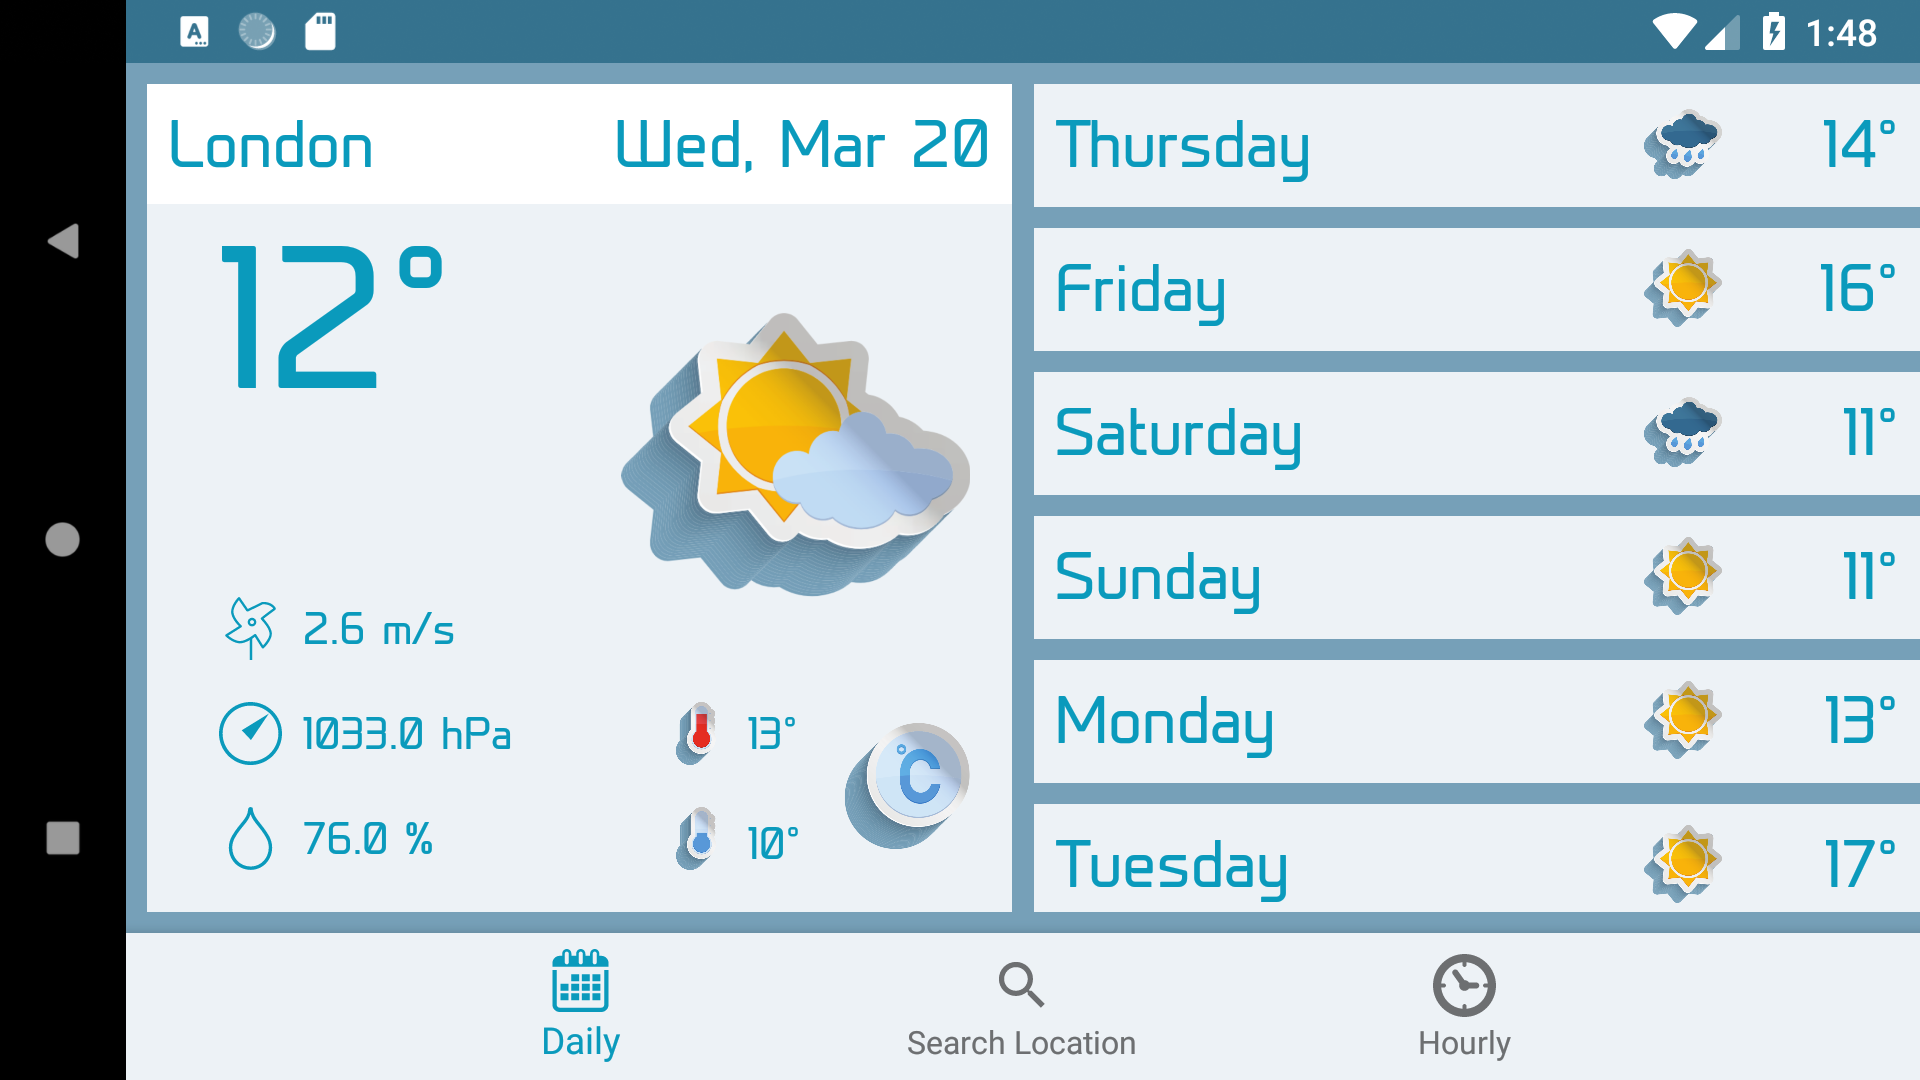 1:48
London Wed, Mar 20
12°
2.6 m/s
1033.0 hPa
76.0 %
13°
10°
°C
Thursday 14°
Friday 16°
Saturday 11°
Sunday 11°
Monday 13°
Tuesday 17°
Daily
Search Location
Hourly